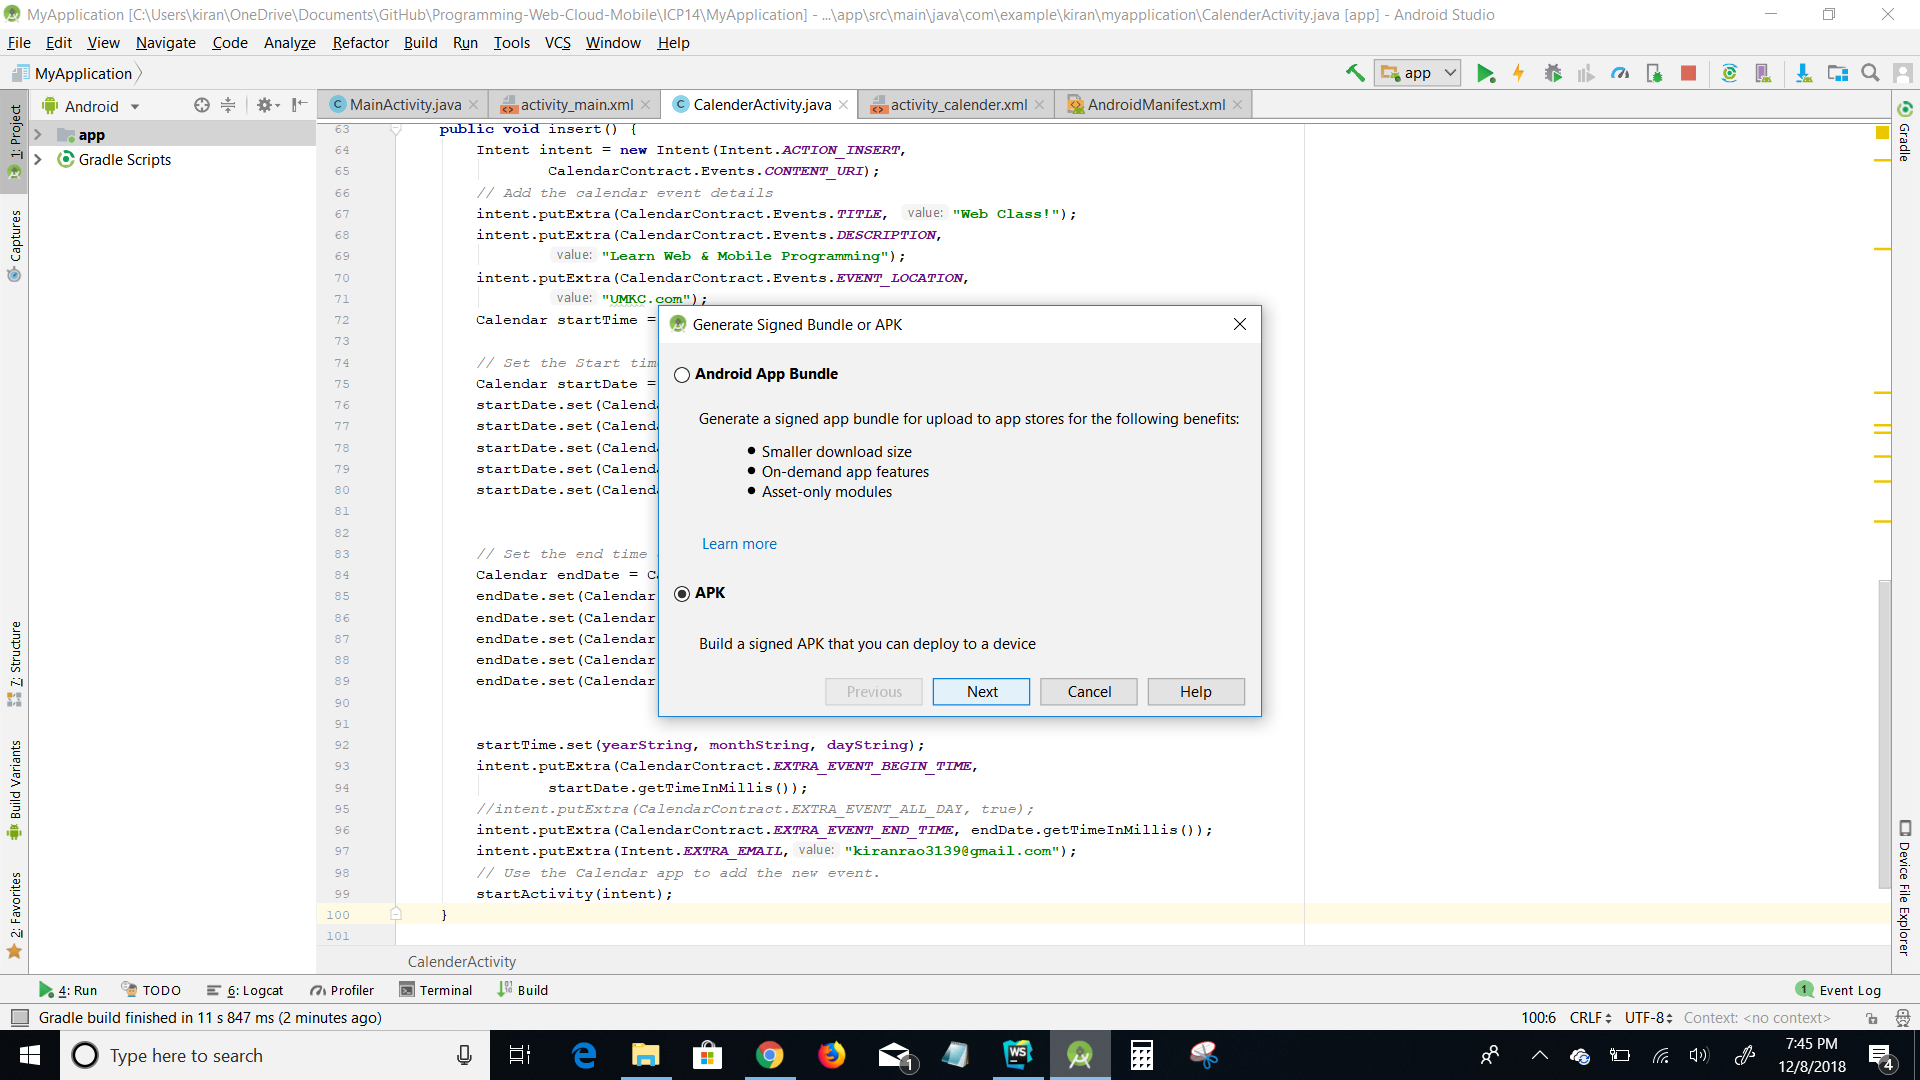 MyApplication [C:\Users\kiran\OneDrive\Documents\GitHub\Programming-Web-Cloud-Mobile\ICP14\MyApplication] - ...\app\src\main\java\com\example\kiran\myapplication\CalenderActivity.java [app] - Android Studio
File Edit View Navigate Code Analyze Refactor Build Run Tools VCS Window Help
MyApplication
app
Android
MainActivity.java activity_main.xml CalenderActivity.java activity_calender.xml AndroidManifest.xml
1: Project
Captures
7: Structure
Build Variants
2: Favorites
app
Gradle Scripts
63 public void insert() {
64 Intent intent = new Intent(Intent.ACTION_INSERT,
65 CalendarContract.Events.CONTENT_URI);
66 // Add the calendar event details
67 intent.putExtra(CalendarContract.Events.TITLE, value: "Web Class!");
68 intent.putExtra(CalendarContract.Events.DESCRIPTION,
69 value: "Learn Web & Mobile Programming");
70 intent.putExtra(CalendarContract.Events.EVENT_LOCATION,
71 value: "UMKC.com");
72 Calendar startTime =
73
74 // Set the Start tim
75 Calendar startDate =
76 startDate.set(Calend
77 startDate.set(Calend
78 startDate.set(Calend
79 startDate.set(Calend
80 startDate.set(Calend
81
82
83 // Set the end time
84 Calendar endDate = C
85 endDate.set(Calendar
86 endDate.set(Calendar
87 endDate.set(Calendar
88 endDate.set(Calendar
89 endDate.set(Calendar
90
91
92 startTime.set(yearString, monthString, dayString);
93 intent.putExtra(CalendarContract.EXTRA_EVENT_BEGIN_TIME,
94 startDate.getTimeInMillis());
95 //intent.putExtra(CalendarContract.EXTRA_EVENT_ALL_DAY, true);
96 intent.putExtra(CalendarContract.EXTRA_EVENT_END_TIME, endDate.getTimeInMillis());
97 intent.putExtra(Intent.EXTRA_EMAIL, value: "kiranrao3139@gmail.com");
98 // Use the Calendar app to add the new event.
99 startActivity(intent);
100 }
101
CalenderActivity
Generate Signed Bundle or APK
Android App Bundle
Generate a signed app bundle for upload to app stores for the following benefits:
• Smaller download size
• On-demand app features
• Asset-only modules
Learn more
APK
Build a signed APK that you can deploy to a device
Previous Next Cancel Help
Gradle
Device File Explorer
4: Run TODO 6: Logcat Profiler Terminal Build 1 Event Log
Gradle build finished in 11 s 847 ms (2 minutes ago) 100:6 CRLF UTF-8 Context: <no context>
Type here to search
WS
1
7:45 PM
12/8/2018
4